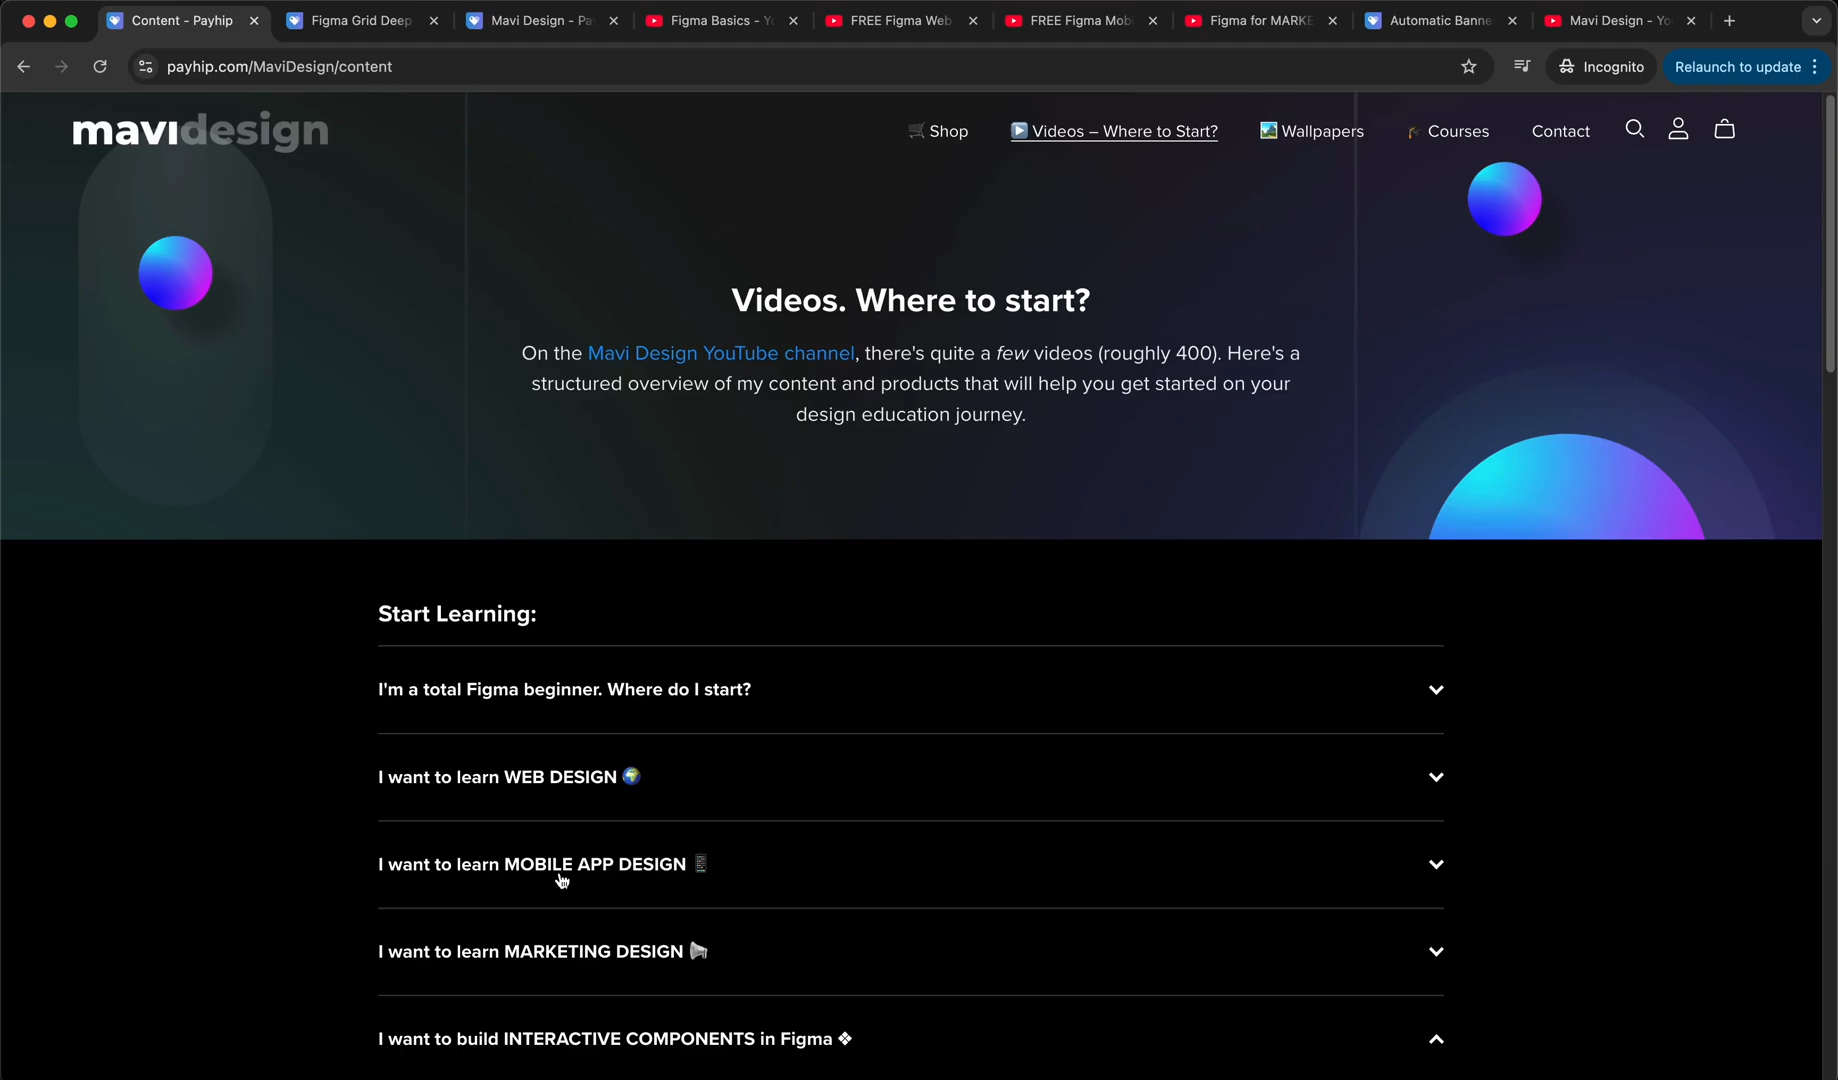 Content - Payhip
Figma Grid Deep
Mavi Design - Pa
Figma Basics - Y
FREE Figma Web
FREE Figma Mob
Figma for MARKE
Automatic Banne
Mavi Design - Yo
payhip.com/MaviDesign/content
Incognito
Relaunch to update
mavidesign
Shop
Videos – Where to Start?
Wallpapers
Courses
Contact
Videos. Where to start?
On the Mavi Design YouTube channel, there's quite a few videos (roughly 400). Here's a
structured overview of my content and products that will help you get started on your
design education journey.
Start Learning:
I'm a total Figma beginner. Where do I start?
I want to learn WEB DESIGN 🌍
I want to learn MOBILE APP DESIGN 📱
I want to learn MARKETING DESIGN 📢
I want to build INTERACTIVE COMPONENTS in Figma ❖